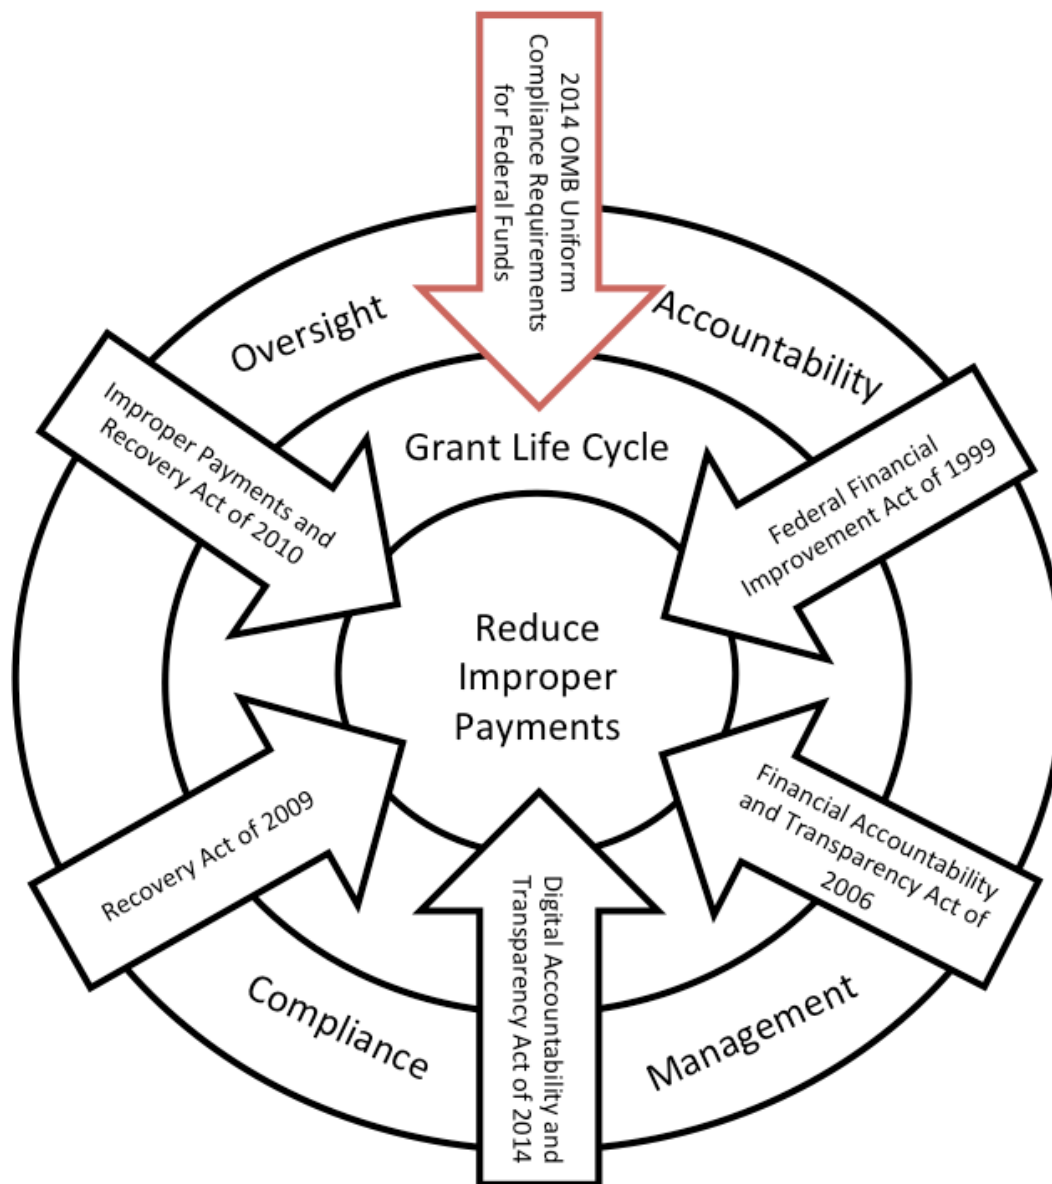 2014 OMB Uniform
Compliance Requirements
for Federal Funds
Oversight
Accountability
Improper Payments and
Recovery Act of 2010
Grant Life Cycle
Federal Financial
Improvement Act of 1999
Reduce
Improper
Payments
Recovery Act of 2009
Financial Accountability
and Transparency Act of
2006
Digital Accountability and
Transparency Act of 2014
Compliance
Management